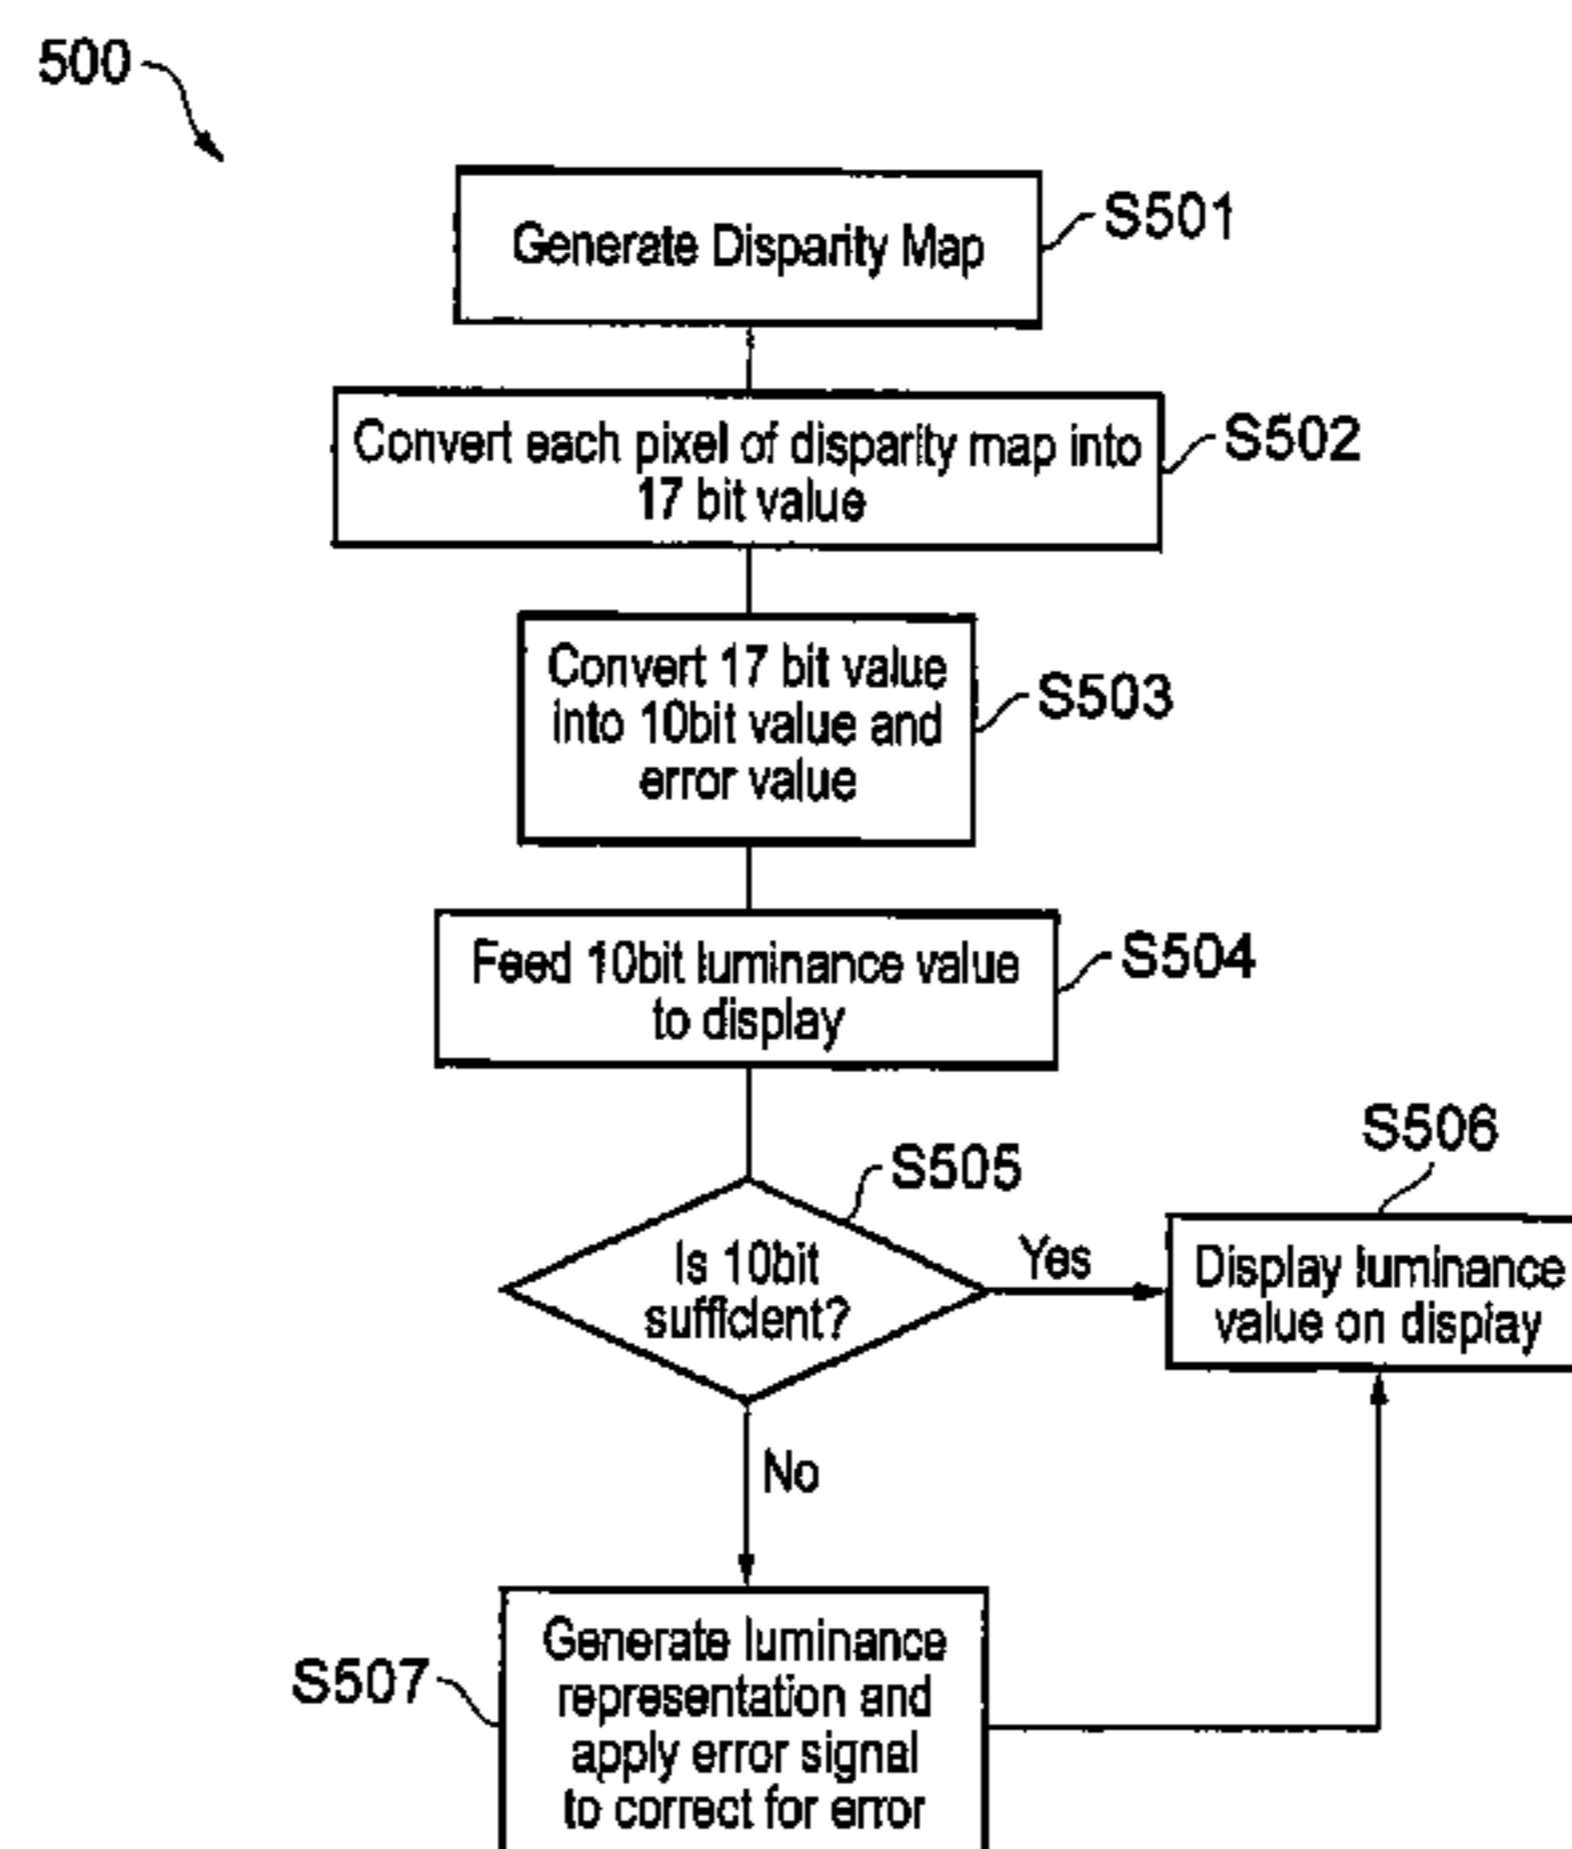 500
Generate Disparity Map
S501
Convert each pixel of disparity map into
17 bit value
S502
Convert 17 bit value
into 10bit value and
error value
S503
Feed 10bit luminance value
to display
S504
Is 10bit
sufficient?
S505
Yes
S506
Display luminance
value on display
No
S507
Generate luminance
representation and
apply error signal
to correct for error